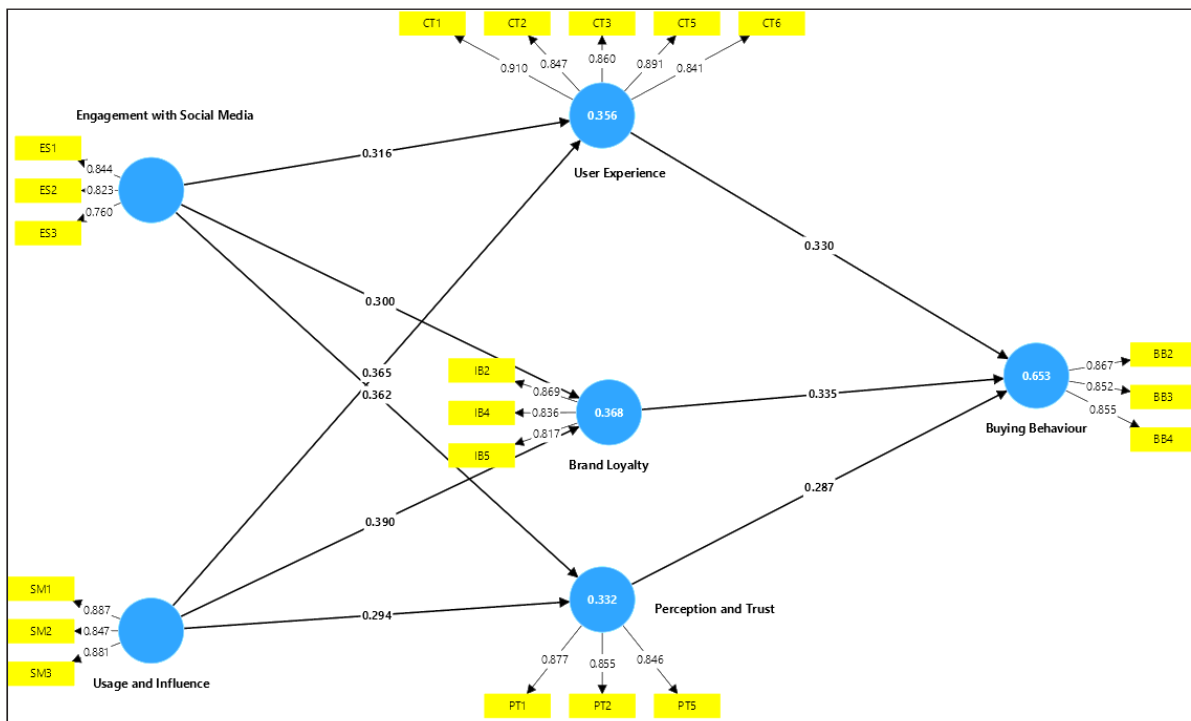 CT1
CT2
CT3
CT5
CT6
0.910
0.847
0.860
0.891
0.841
Engagement with Social Media
0.356
ES1
0.844
ES2
0.823
ES3
0.760
0.316
User Experience
0.330
0.300
0.365
0.362
IB2
0.869
IB4
0.836
IB5
0.817
0.368
Brand Loyalty
0.335
0.653
Buying Behaviour
BB2
0.867
BB3
0.852
BB4
0.855
0.287
0.390
SM1
0.887
SM2
0.847
SM3
0.881
Usage and Influence
0.294
0.332
Perception and Trust
0.877
0.855
0.846
PT1
PT2
PT5